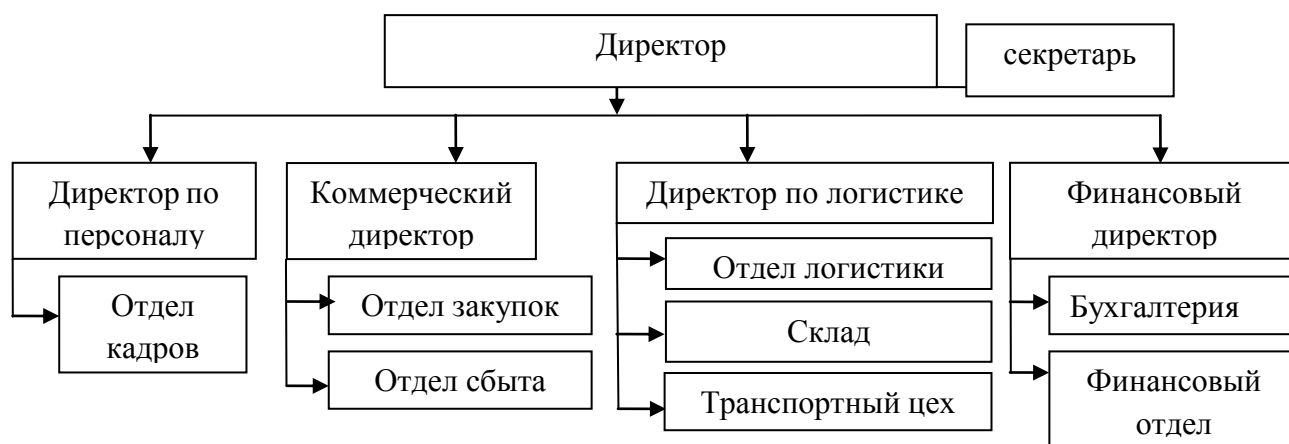 Директор
секретарь
Директор по
персоналу
Коммерческий
директор
Директор по логистике
Финансовый
директор
Отдел
кадров
Отдел закупок
Отдел сбыта
Отдел логистики
Склад
Транспортный цех
Бухгалтерия
Финансовый
отдел